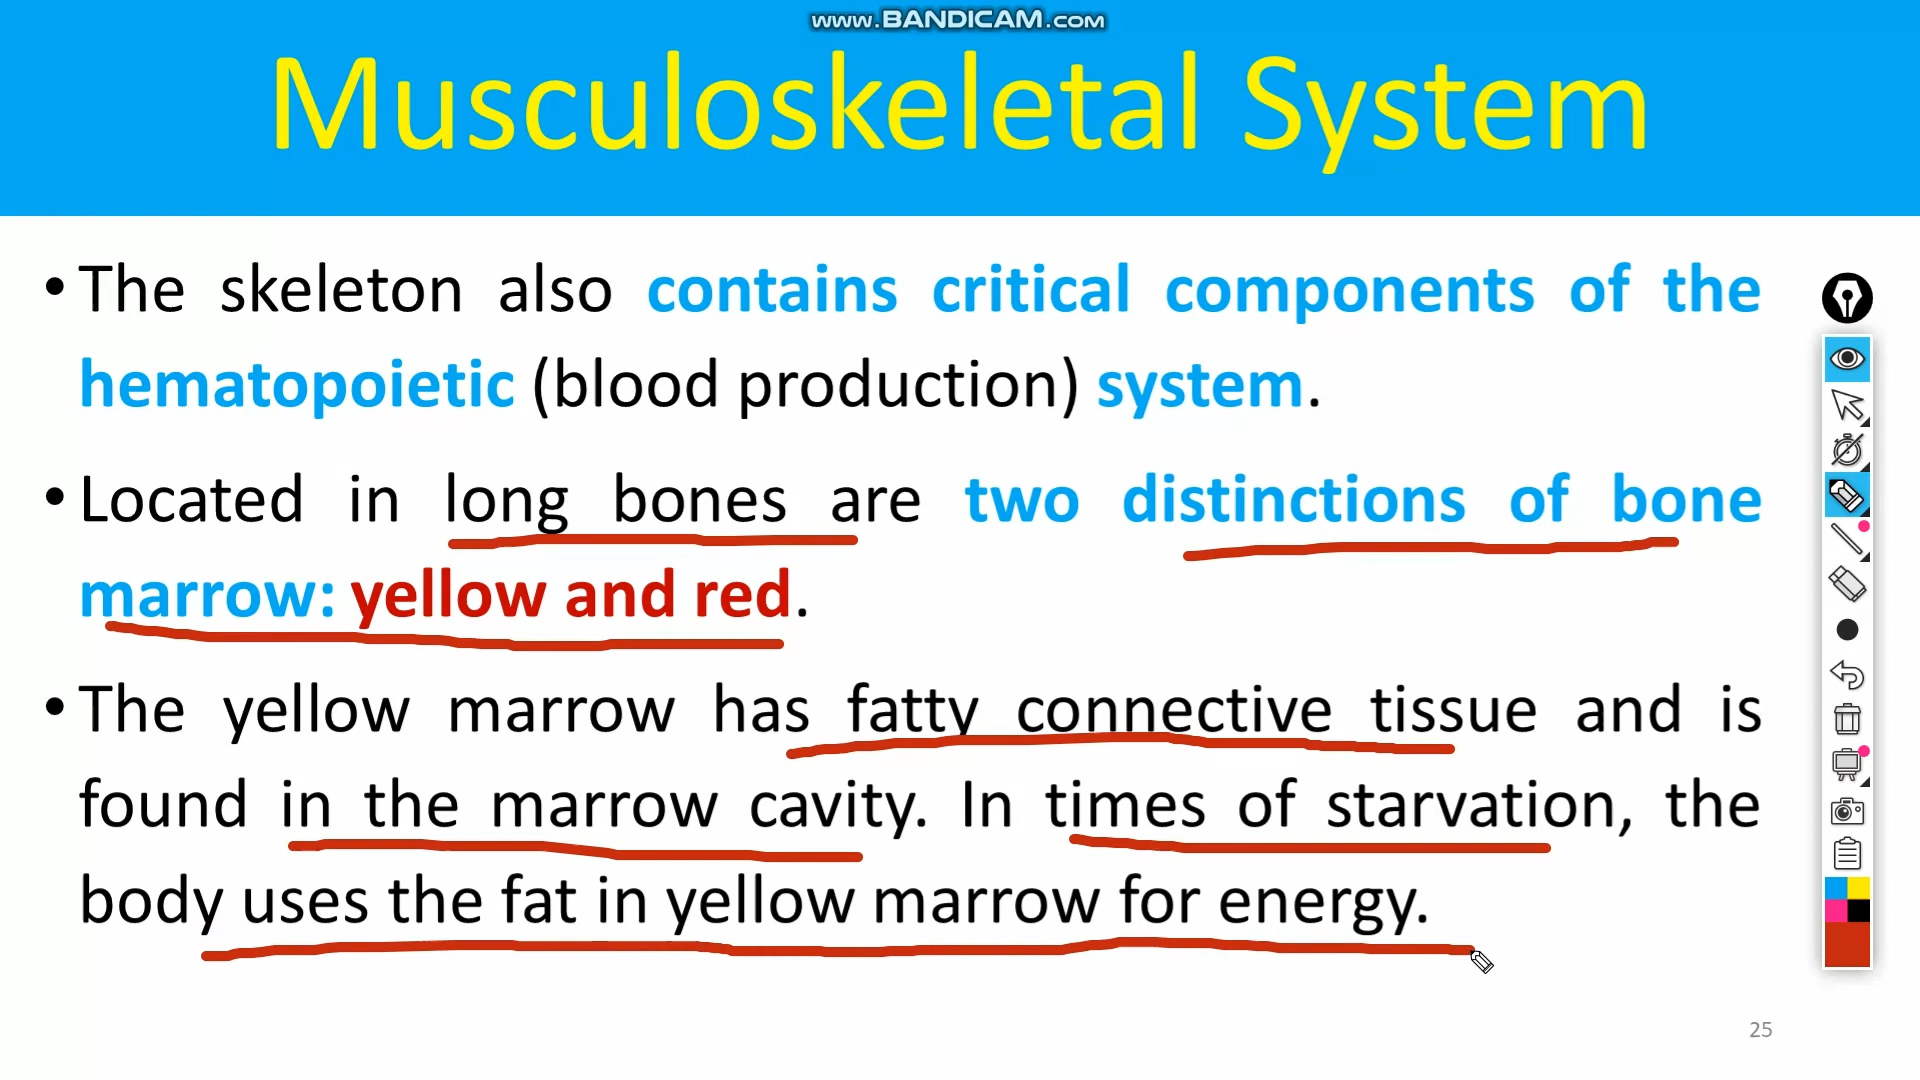 www.BANDICAM.com
Musculoskeletal System
• The skeleton also contains critical components of the
hematopoietic (blood production) system.
• Located in long bones are two distinctions of bone
marrow: yellow and red.
• The yellow marrow has fatty connective tissue and is
found in the marrow cavity. In times of starvation, the
body uses the fat in yellow marrow for energy.
25